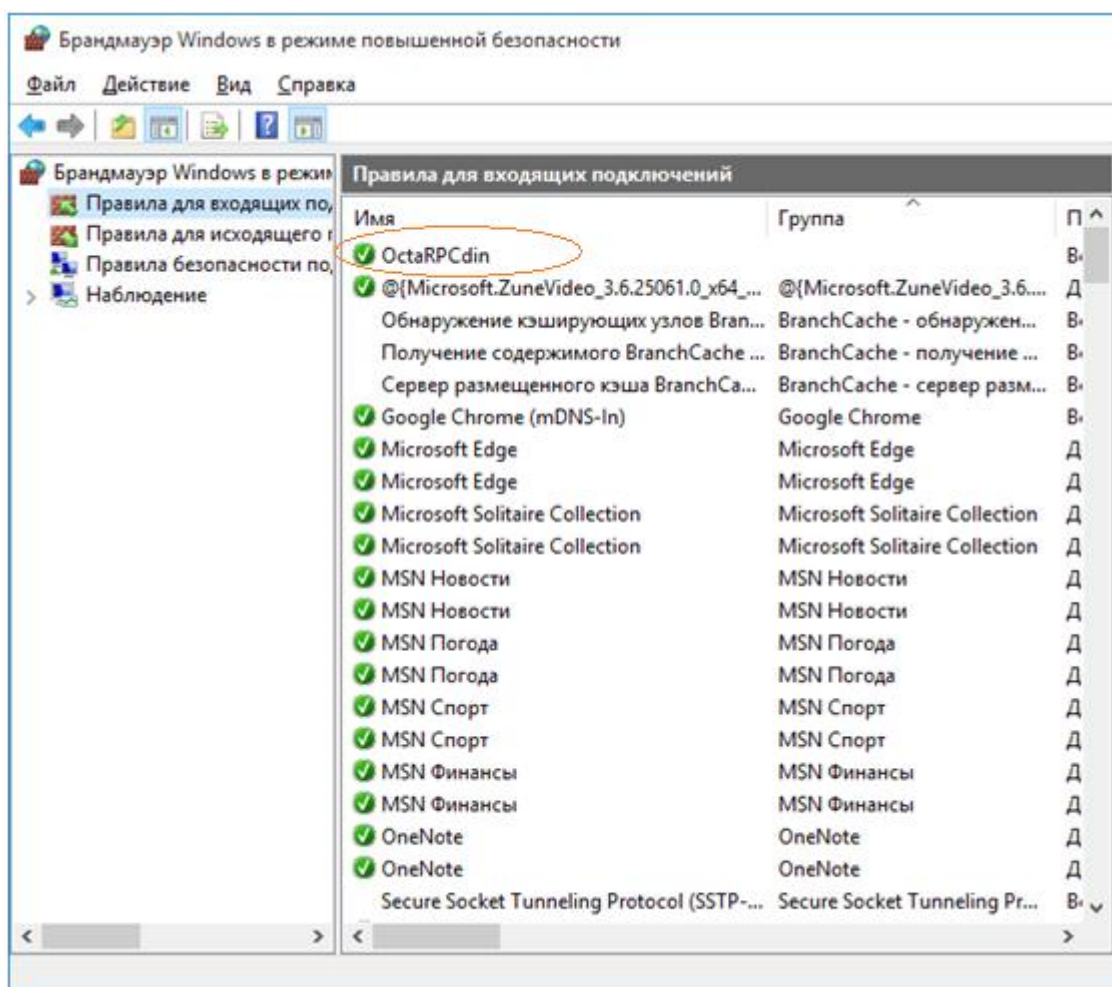 Брандмауэр Windows в режиме повышенной безопасности
Файл Действие Вид Справка
Брандмауэр Windows в режим
Правила для входящих по
Правила для исходящего
Правила безопасности по
Наблюдение
Правила для входящих подключений
Имя Группа П
OctaRPCdin В
@{Microsoft.ZuneVideo_3.6.25061.0_x64_... @{Microsoft.ZuneVideo_3.6.... Д
Обнаружение кэширующих узлов Bran... BranchCache - обнаружен... В
Получение содержимого BranchCache ... BranchCache - получение ... В
Сервер размещенного кэша BranchCa... BranchCache - сервер разм... В
Google Chrome (mDNS-In) Google Chrome В
Microsoft Edge Microsoft Edge Д
Microsoft Edge Microsoft Edge Д
Microsoft Solitaire Collection Microsoft Solitaire Collection Д
Microsoft Solitaire Collection Microsoft Solitaire Collection Д
MSN Новости MSN Новости Д
MSN Новости MSN Новости Д
MSN Погода MSN Погода Д
MSN Погода MSN Погода Д
MSN Спорт MSN Спорт Д
MSN Спорт MSN Спорт Д
MSN Финансы MSN Финансы Д
MSN Финансы MSN Финансы Д
OneNote OneNote Д
OneNote OneNote Д
Secure Socket Tunneling Protocol (SSTP-... Secure Socket Tunneling Pr... В